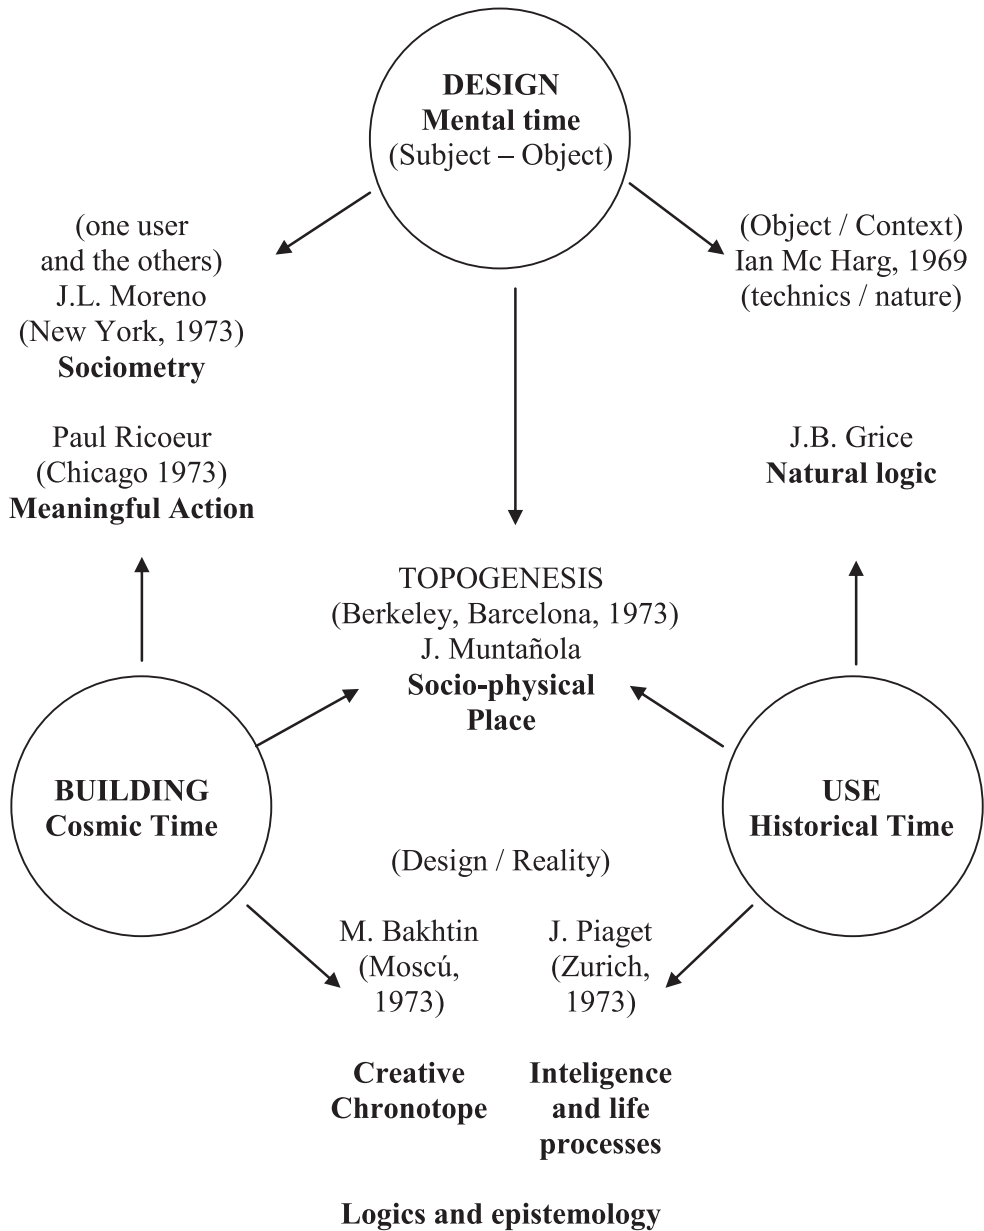 DESIGN
Mental time
(Subject – Object)
(one user
and the others)
J.L. Moreno
(New York, 1973)
Sociometry
(Object / Context)
Ian Mc Harg, 1969
(technics / nature)
Paul Ricoeur
(Chicago 1973)
Meaningful Action
J.B. Grice
Natural logic
TOPOGENESIS
(Berkeley, Barcelona, 1973)
J. Muntañola
Socio-physical
Place
BUILDING
Cosmic Time
USE
Historical Time
(Design / Reality)
M. Bakhtin
(Moscú,
1973)
Creative
Chronotope
J. Piaget
(Zurich,
1973)
Inteligence
and life
processes
Logics and epistemology